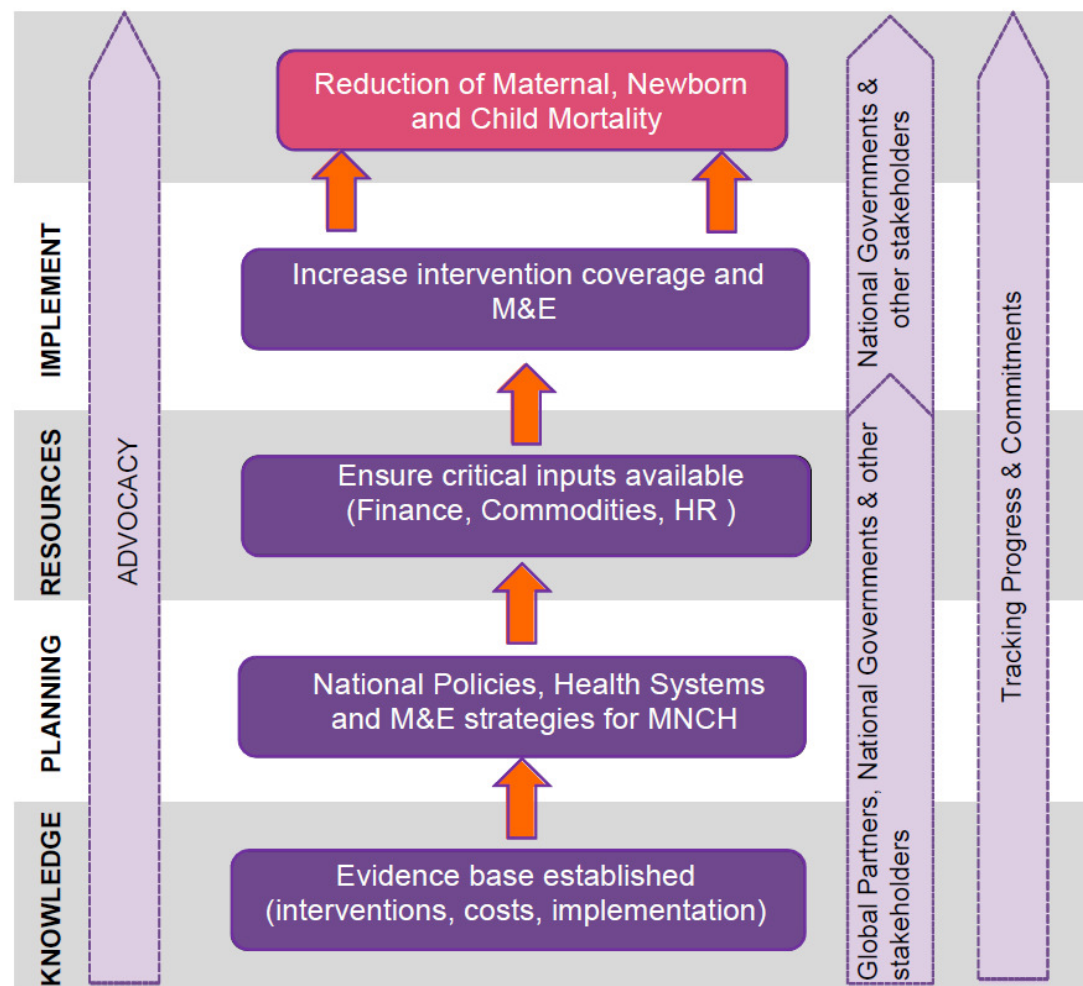 Reduction of Maternal, Newborn
and Child Mortality
IMPLEMENT
Increase intervention coverage and
M&E
RESOURCES
Ensure critical inputs available
(Finance, Commodities, HR )
PLANNING
National Policies, Health Systems
and M&E strategies for MNCH
KNOWLEDGE
Evidence base established
(interventions, costs, implementation)
ADVOCACY
National Governments &
other stakeholders
Global Partners, National Governments & other
stakeholders
Tracking Progress & Commitments